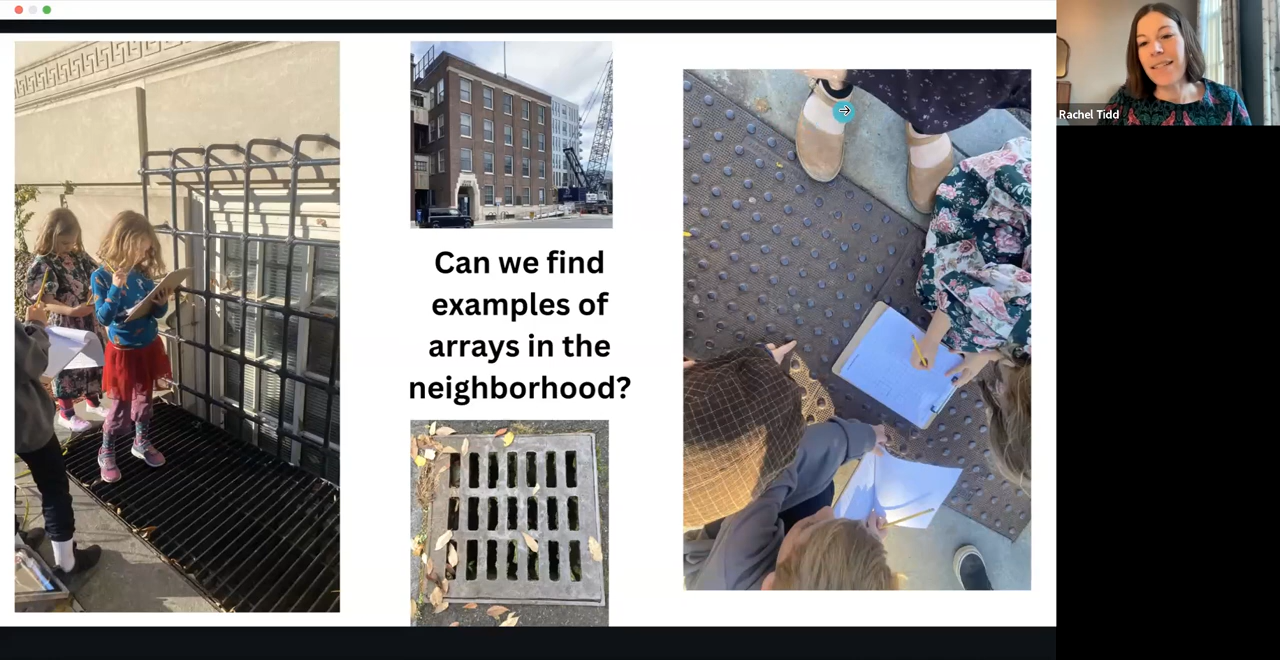 Can we find
examples of
arrays in the
neighborhood?
Rachel Tidd